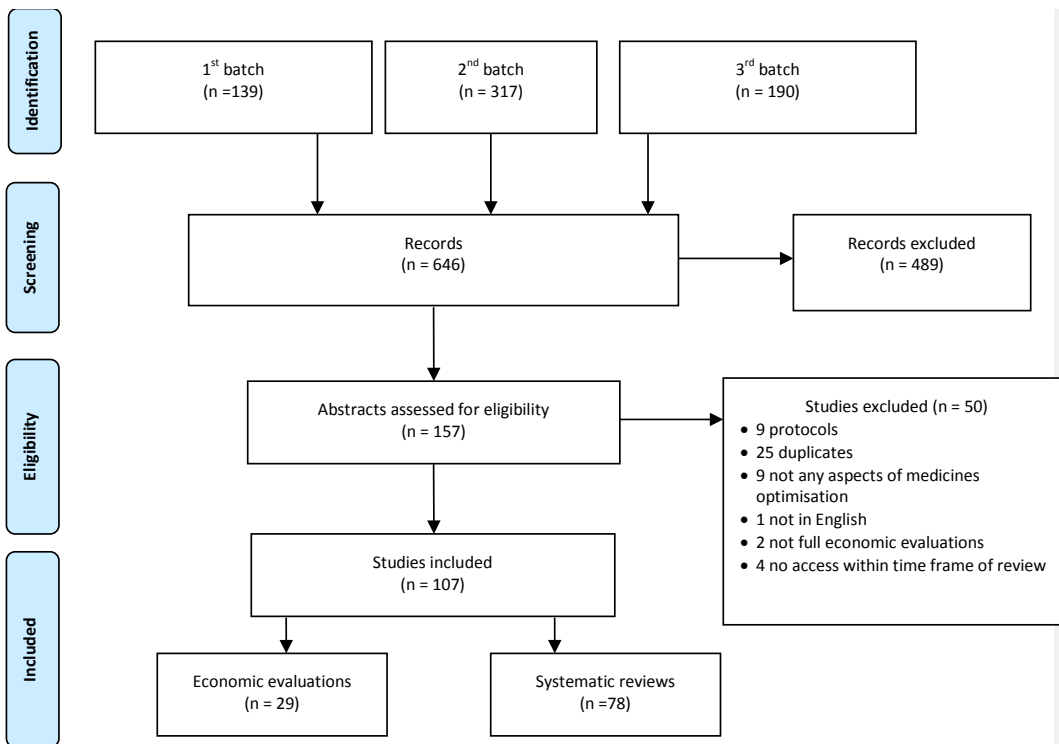 Identification
1st batch
(n =139)
2nd batch
(n = 317)
3rd batch
(n = 190)
Screening
Records
(n = 646)
Records excluded
(n = 489)
Eligibility
Abstracts assessed for eligibility
(n = 157)
Studies excluded (n = 50)
• 9 protocols
• 25 duplicates
• 9 not any aspects of medicines
optimisation
• 1 not in English
• 2 not full economic evaluations
• 4 no access within time frame of review
Included
Studies included
(n = 107)
Economic evaluations
(n = 29)
Systematic reviews
(n =78)